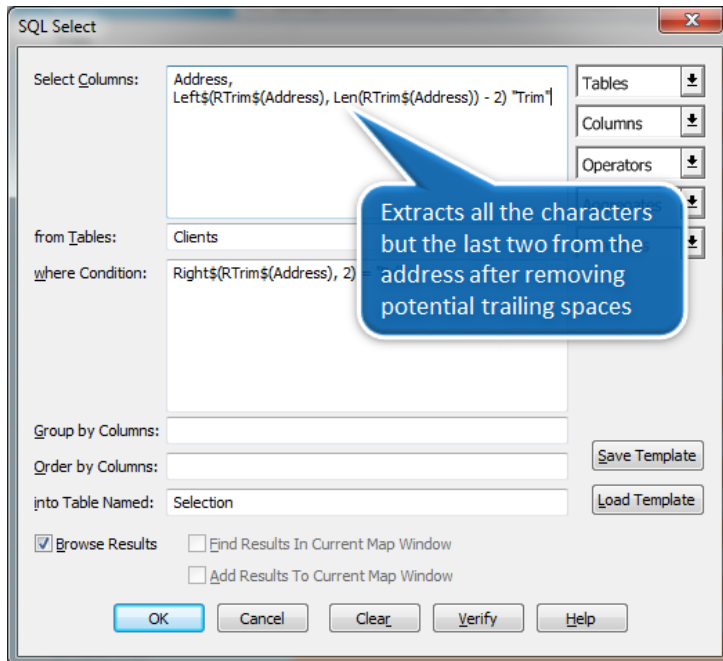 SQL Select
Select Columns:
Address,
Left$(RTrim$(Address), Len(RTrim$(Address)) - 2) "Trim"
Tables
Columns
Operators
Extracts all the characters
but the last two from the
address after removing
potential trailing spaces
from Tables:
Clients
where Condition:
Right$(RTrim$(Address), 2) =
Group by Columns:
Order by Columns:
into Table Named:
Selection
Save Template
Load Template
Browse Results
Find Results In Current Map Window
Add Results To Current Map Window
OK
Cancel
Clear
Verify
Help